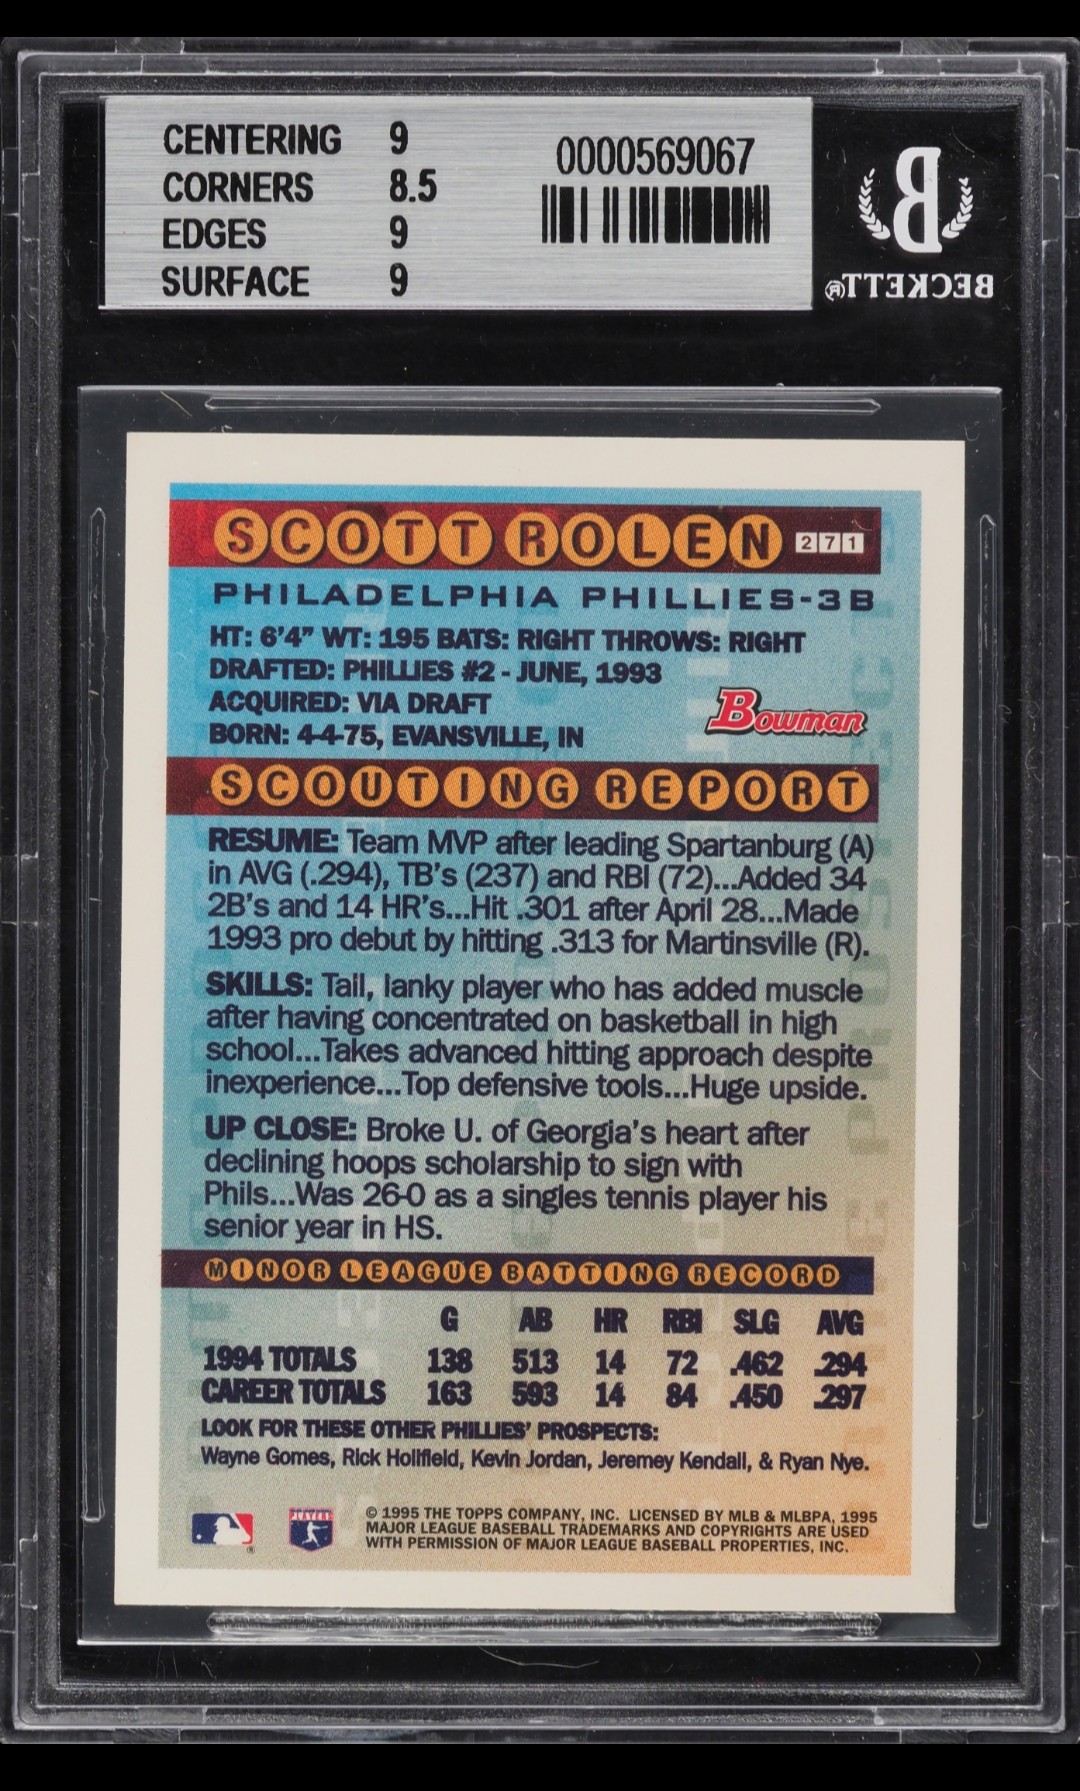 CENTERING 9
CORNERS 8.5
EDGES 9
SURFACE 9
0000569067
B
BECKETT®
SCOTT ROLEN 271
PHILADELPHIA PHILLIES-3B
HT: 6'4" WT: 195 BATS: RIGHT THROWS: RIGHT
DRAFTED: PHILLIES #2 - JUNE, 1993
ACQUIRED: VIA DRAFT
BORN: 4-4-75, EVANSVILLE, IN
Bowman
SCOUTING REPORT
RESUME: Team MVP after leading Spartanburg (A)
in AVG (.294), TB's (237) and RBI (72)...Added 34
2B's and 14 HR's...Hit .301 after April 28...Made
1993 pro debut by hitting .313 for Martinsville (R).
SKILLS: Tall, lanky player who has added muscle
after having concentrated on basketball in high
school...Takes advanced hitting approach despite
inexperience...Top defensive tools...Huge upside.
UP CLOSE: Broke U. of Georgia's heart after
declining hoops scholarship to sign with
Phils...Was 26-0 as a singles tennis player his
senior year in HS.
MINOR LEAGUE BATTING RECORD
G AB HR RBI SLG AVG
1994 TOTALS 138 513 14 72 .462 .294
CAREER TOTALS 163 593 14 84 .450 .297
LOOK FOR THESE OTHER PHILLIES' PROSPECTS:
Wayne Gomes, Rick Hollfield, Kevin Jordan, Jeremey Kendall, & Ryan Nye.
PLAYERS
© 1995 THE TOPPS COMPANY, INC. LICENSED BY MLB & MLBPA, 1995
MAJOR LEAGUE BASEBALL TRADEMARKS AND COPYRIGHTS ARE USED
WITH PERMISSION OF MAJOR LEAGUE BASEBALL PROPERTIES, INC.